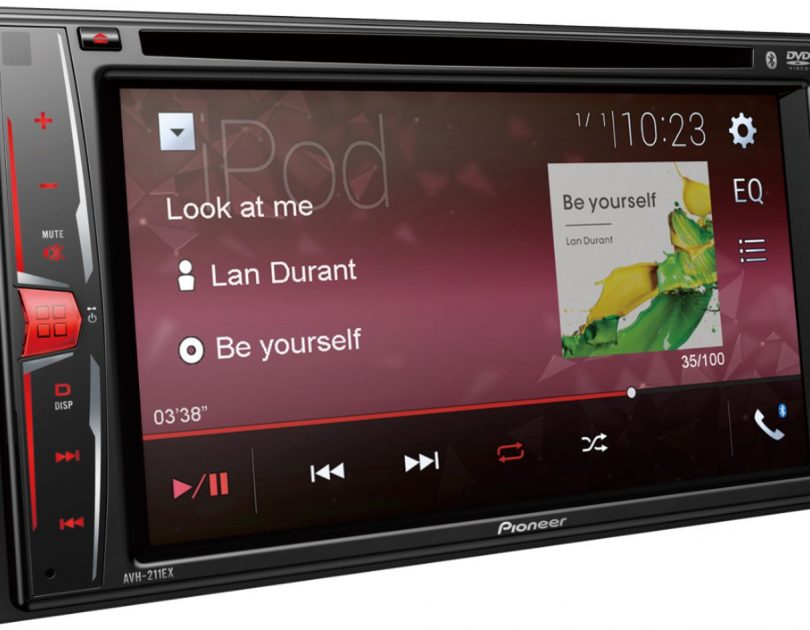 DVD
VIDEO
iPod
1/ 1 10:23
Look at me
EQ
Be yourself
Lan Durant
Lan Durant
Be yourself
35/100
03'38"
MUTE
D
DISP
Pioneer
AVH-211EX